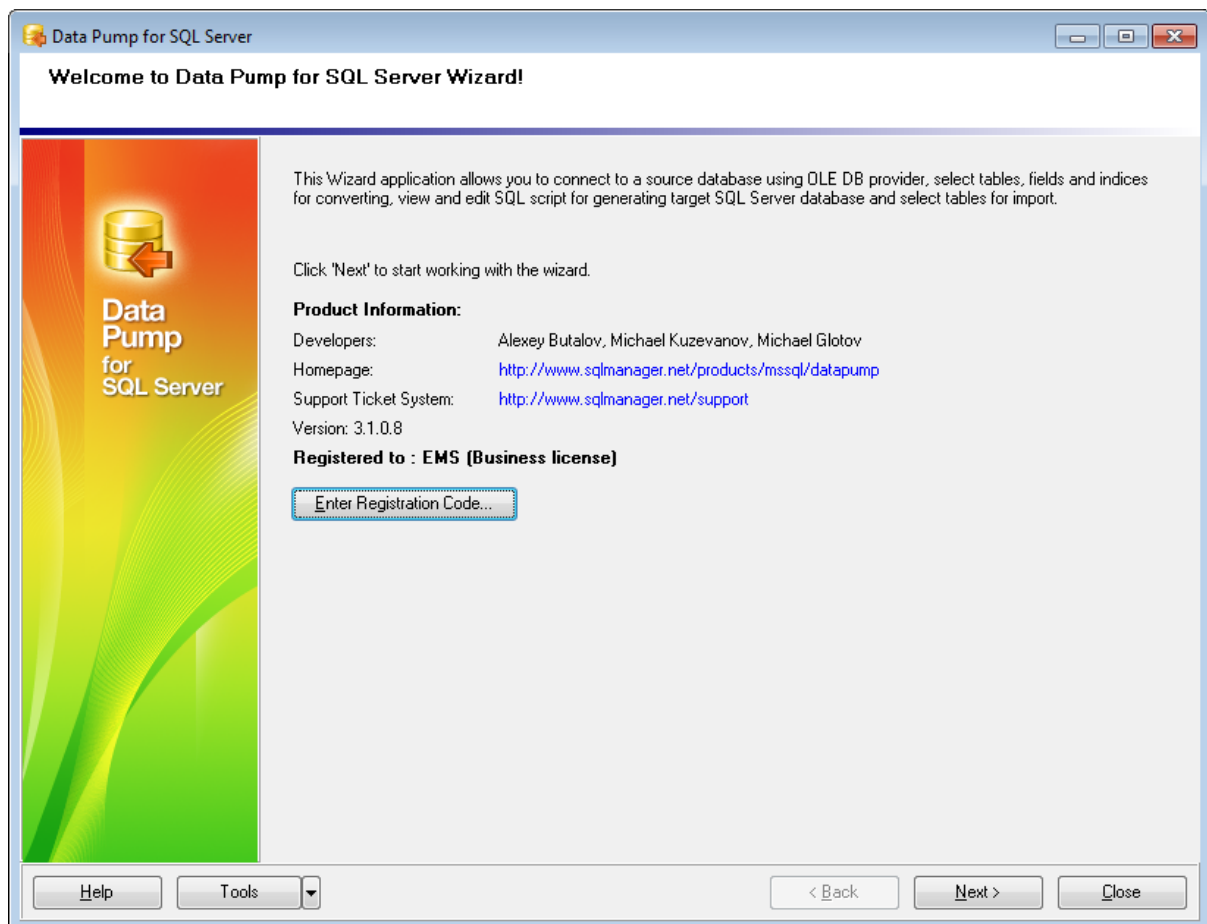 Data Pump for SQL Server
Welcome to Data Pump for SQL Server Wizard!
Data
Pump
for
SQL Server
This Wizard application allows you to connect to a source database using OLE DB provider, select tables, fields and indices
for converting, view and edit SQL script for generating target SQL Server database and select tables for import.
Click 'Next' to start working with the wizard.
Product Information:
Developers: Alexey Butalov, Michael Kuzevanov, Michael Glotov
Homepage: http://www.sqlmanager.net/products/mssql/datapump
Support Ticket System: http://www.sqlmanager.net/support
Version: 3.1.0.8
Registered to : EMS (Business license)
Enter Registration Code...
Help Tools < Back Next > Close